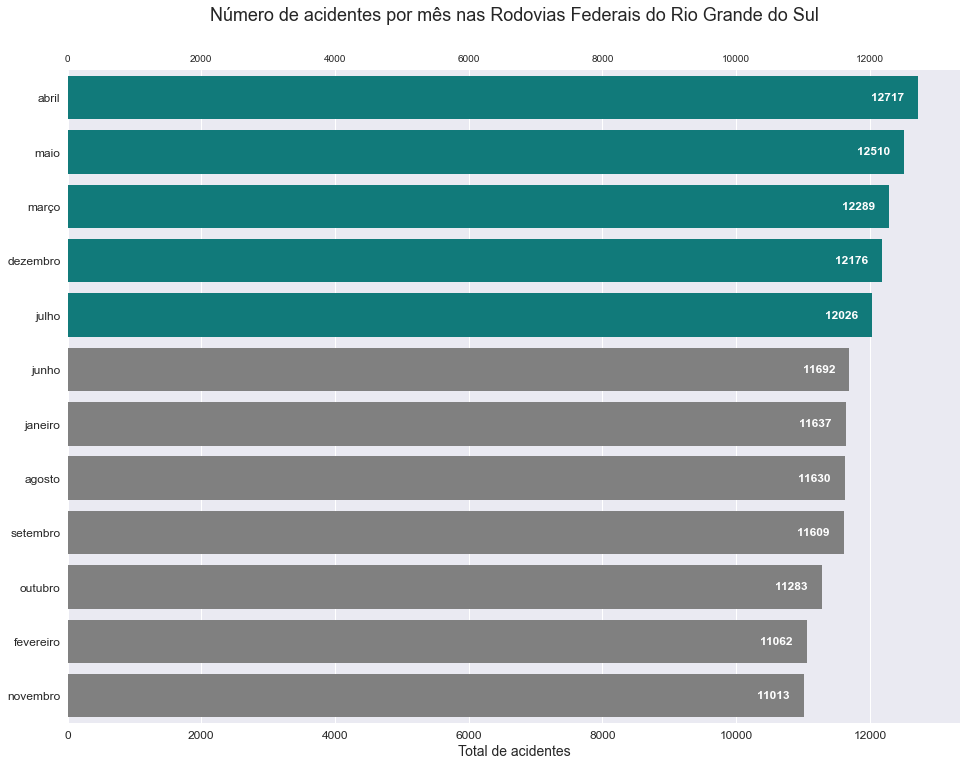 Número de acidentes por mês nas Rodovias Federais do Rio Grande do Sul
0 2000 4000 6000 8000 10000 12000
abril 12717
maio 12510
março 12289
dezembro 12176
julho 12026
junho 11692
janeiro 11637
agosto 11630
setembro 11609
outubro 11283
fevereiro 11062
novembro 11013
0 2000 4000 6000 8000 10000 12000
Total de acidentes